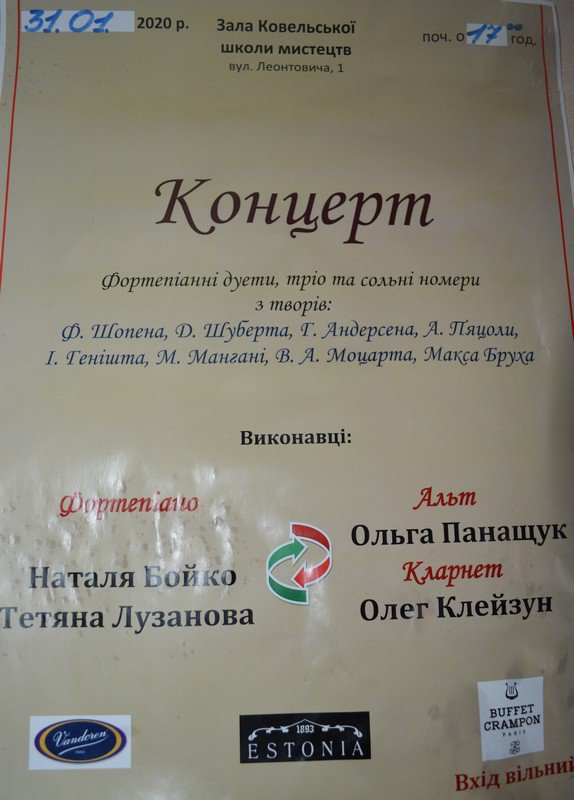 31.01. 2020 р.
Зала Ковельської
школи мистецтв
вул. Леонтовича, 1
поч. о 17⁰⁰ год.
Концерт
Фортепіанні дуети, тріо та сольні номери
з творів:
Ф. Шопена, Д. Шуберта, Г. Андерсена, А. Пяцоли,
І. Генішта, М. Мангані, В. А. Моцарта, Макса Бруха
Виконавці:
Фортепіано
Наталя Бойко
Тетяна Лузанова
Альт
Ольга Панащук
Кларнет
Олег Клейзун
Vandoren
PARIS
1893
ESTONIA
BUFFET
CRAMPON
PARIS
Вхід вільний